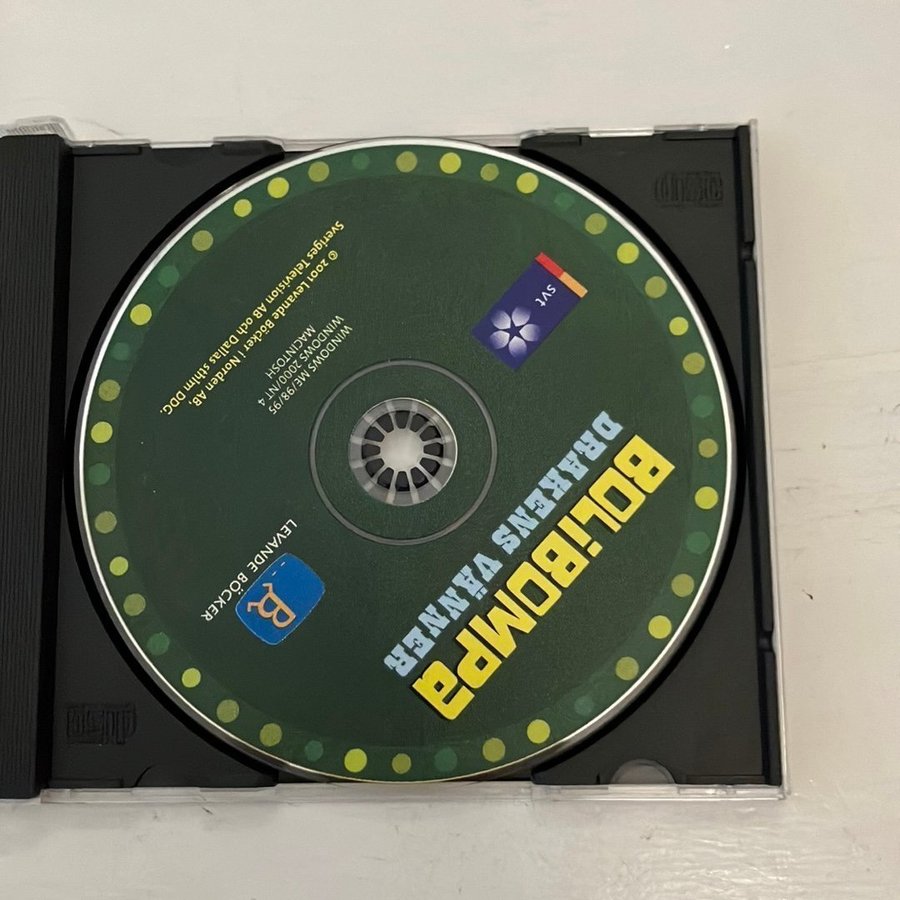 BOLiBOMPa
DRAKENS VÄNNER
svt
LEVANDE BÖCKER
WINDOWS ME/98/95
WINDOWS 2000/NT 4
MACINTOSH
© 2001 Levande Böcker i Norden AB,
Sveriges Television AB och Dallas sthlm DDG.